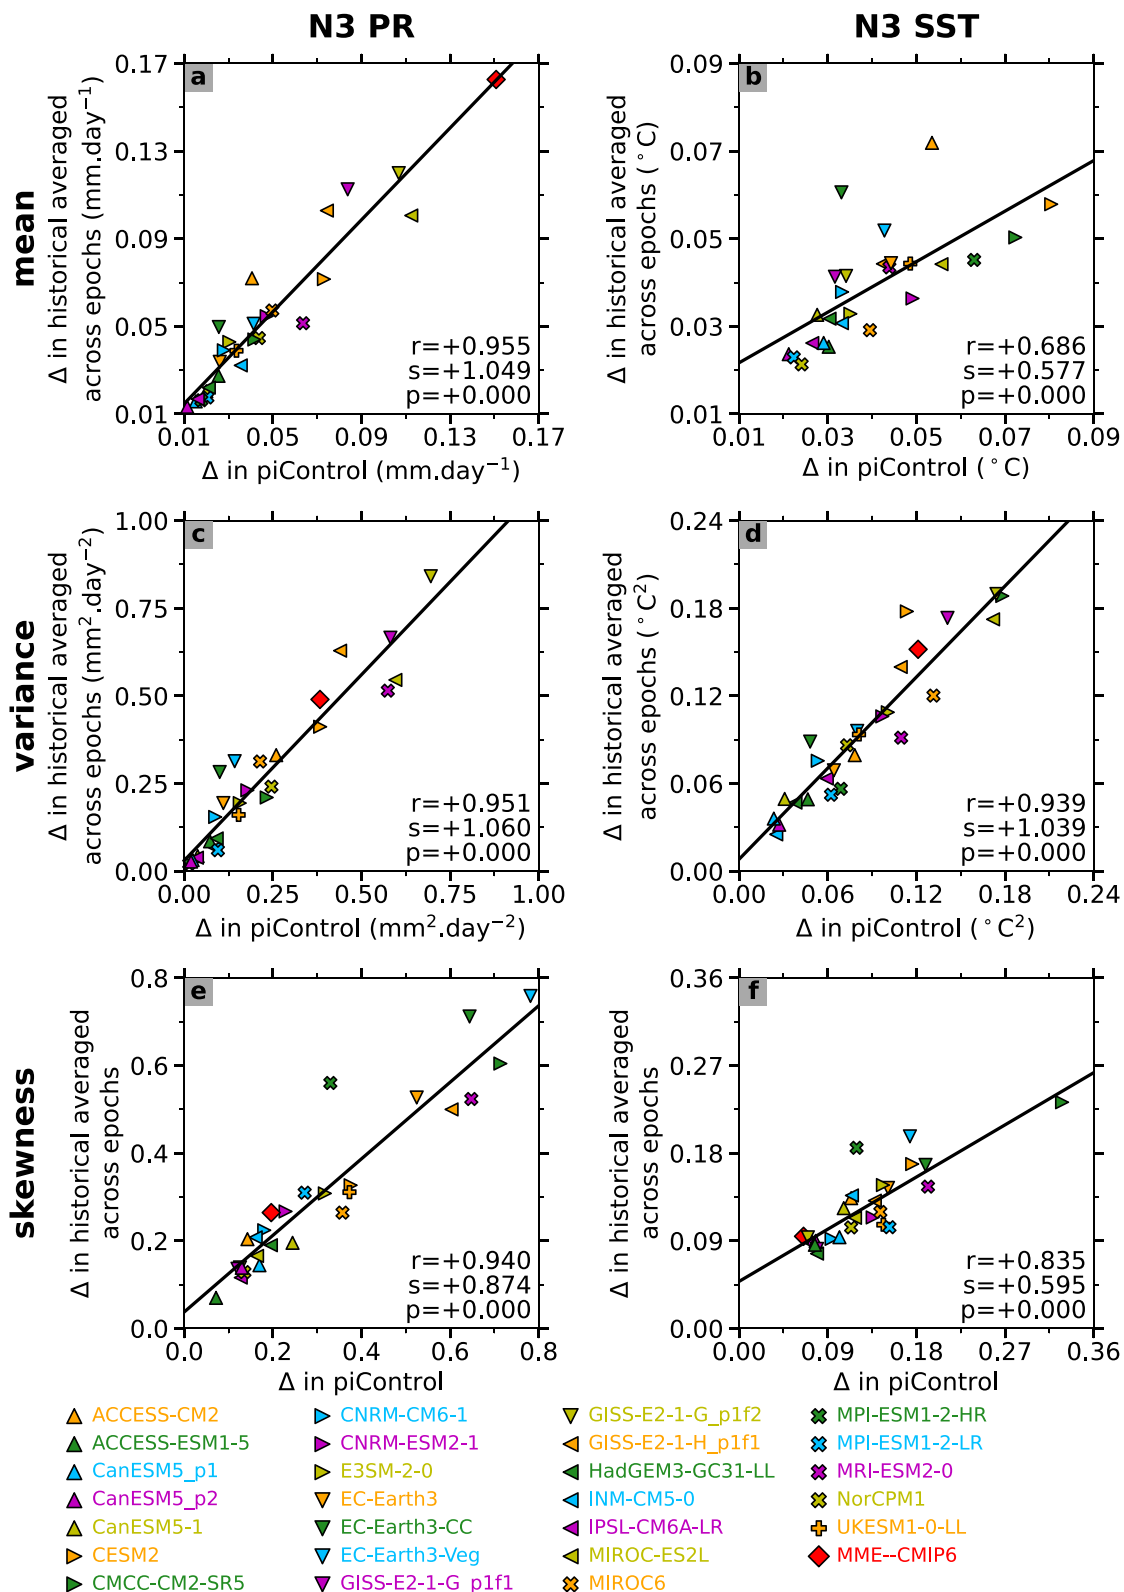 N3 PR
N3 SST
mean
variance
skewness
a
Δ in historical averaged
across epochs (mm.day⁻¹)
0.17
0.13
0.09
0.05
0.01
r=+0.955
s=+1.049
p=+0.000
0.01 0.05 0.09 0.13 0.17
Δ in piControl (mm.day⁻¹)
b
Δ in historical averaged
across epochs (°C)
0.09
0.07
0.05
0.03
0.01
r=+0.686
s=+0.577
p=+0.000
0.01 0.03 0.05 0.07 0.09
Δ in piControl (°C)
c
Δ in historical averaged
across epochs (mm².day⁻²)
1.00
0.75
0.50
0.25
0.00
r=+0.951
s=+1.060
p=+0.000
0.00 0.25 0.50 0.75 1.00
Δ in piControl (mm².day⁻²)
d
Δ in historical averaged
across epochs (°C²)
0.24
0.18
0.12
0.06
0.00
r=+0.939
s=+1.039
p=+0.000
0.00 0.06 0.12 0.18 0.24
Δ in piControl (°C²)
e
Δ in historical averaged
across epochs
0.8
0.6
0.4
0.2
0.0
r=+0.940
s=+0.874
p=+0.000
0.0 0.2 0.4 0.6 0.8
Δ in piControl
f
Δ in historical averaged
across epochs
0.36
0.27
0.18
0.09
0.00
r=+0.835
s=+0.595
p=+0.000
0.00 0.09 0.18 0.27 0.36
Δ in piControl
ACCESS-CM2
ACCESS-ESM1-5
CanESM5_p1
CanESM5_p2
CanESM5-1
CESM2
CMCC-CM2-SR5
CNRM-CM6-1
CNRM-ESM2-1
E3SM-2-0
EC-Earth3
EC-Earth3-CC
EC-Earth3-Veg
GISS-E2-1-G_p1f1
GISS-E2-1-G_p1f2
GISS-E2-1-H_p1f1
HadGEM3-GC31-LL
INM-CM5-0
IPSL-CM6A-LR
MIROC-ES2L
MIROC6
MPI-ESM1-2-HR
MPI-ESM1-2-LR
MRI-ESM2-0
NorCPM1
UKESM1-0-LL
MME--CMIP6